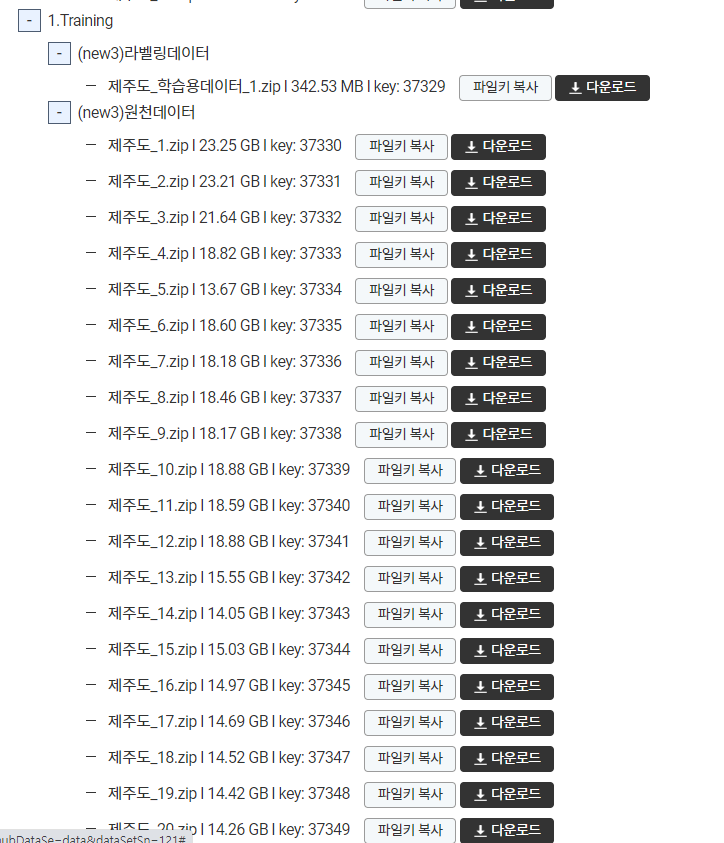 - 1.Training
- (new3)라벨링데이터
제주도_학습용데이터_1.zip | 342.53 MB | key: 37329 파일키 복사 다운로드
- (new3)원천데이터
제주도_1.zip | 23.25 GB | key: 37330 파일키 복사 다운로드
제주도_2.zip | 23.21 GB | key: 37331 파일키 복사 다운로드
제주도_3.zip | 21.64 GB | key: 37332 파일키 복사 다운로드
제주도_4.zip | 18.82 GB | key: 37333 파일키 복사 다운로드
제주도_5.zip | 13.67 GB | key: 37334 파일키 복사 다운로드
제주도_6.zip | 18.60 GB | key: 37335 파일키 복사 다운로드
제주도_7.zip | 18.18 GB | key: 37336 파일키 복사 다운로드
제주도_8.zip | 18.46 GB | key: 37337 파일키 복사 다운로드
제주도_9.zip | 18.17 GB | key: 37338 파일키 복사 다운로드
제주도_10.zip | 18.88 GB | key: 37339 파일키 복사 다운로드
제주도_11.zip | 18.59 GB | key: 37340 파일키 복사 다운로드
제주도_12.zip | 18.88 GB | key: 37341 파일키 복사 다운로드
제주도_13.zip | 15.55 GB | key: 37342 파일키 복사 다운로드
제주도_14.zip | 14.05 GB | key: 37343 파일키 복사 다운로드
제주도_15.zip | 15.03 GB | key: 37344 파일키 복사 다운로드
제주도_16.zip | 14.97 GB | key: 37345 파일키 복사 다운로드
제주도_17.zip | 14.69 GB | key: 37346 파일키 복사 다운로드
제주도_18.zip | 14.52 GB | key: 37347 파일키 복사 다운로드
제주도_19.zip | 14.42 GB | key: 37348 파일키 복사 다운로드
제주도_20.zip | 14.26 GB | key: 37349 파일키 복사 다운로드
uhDataSe=data&dataSetSn=121#